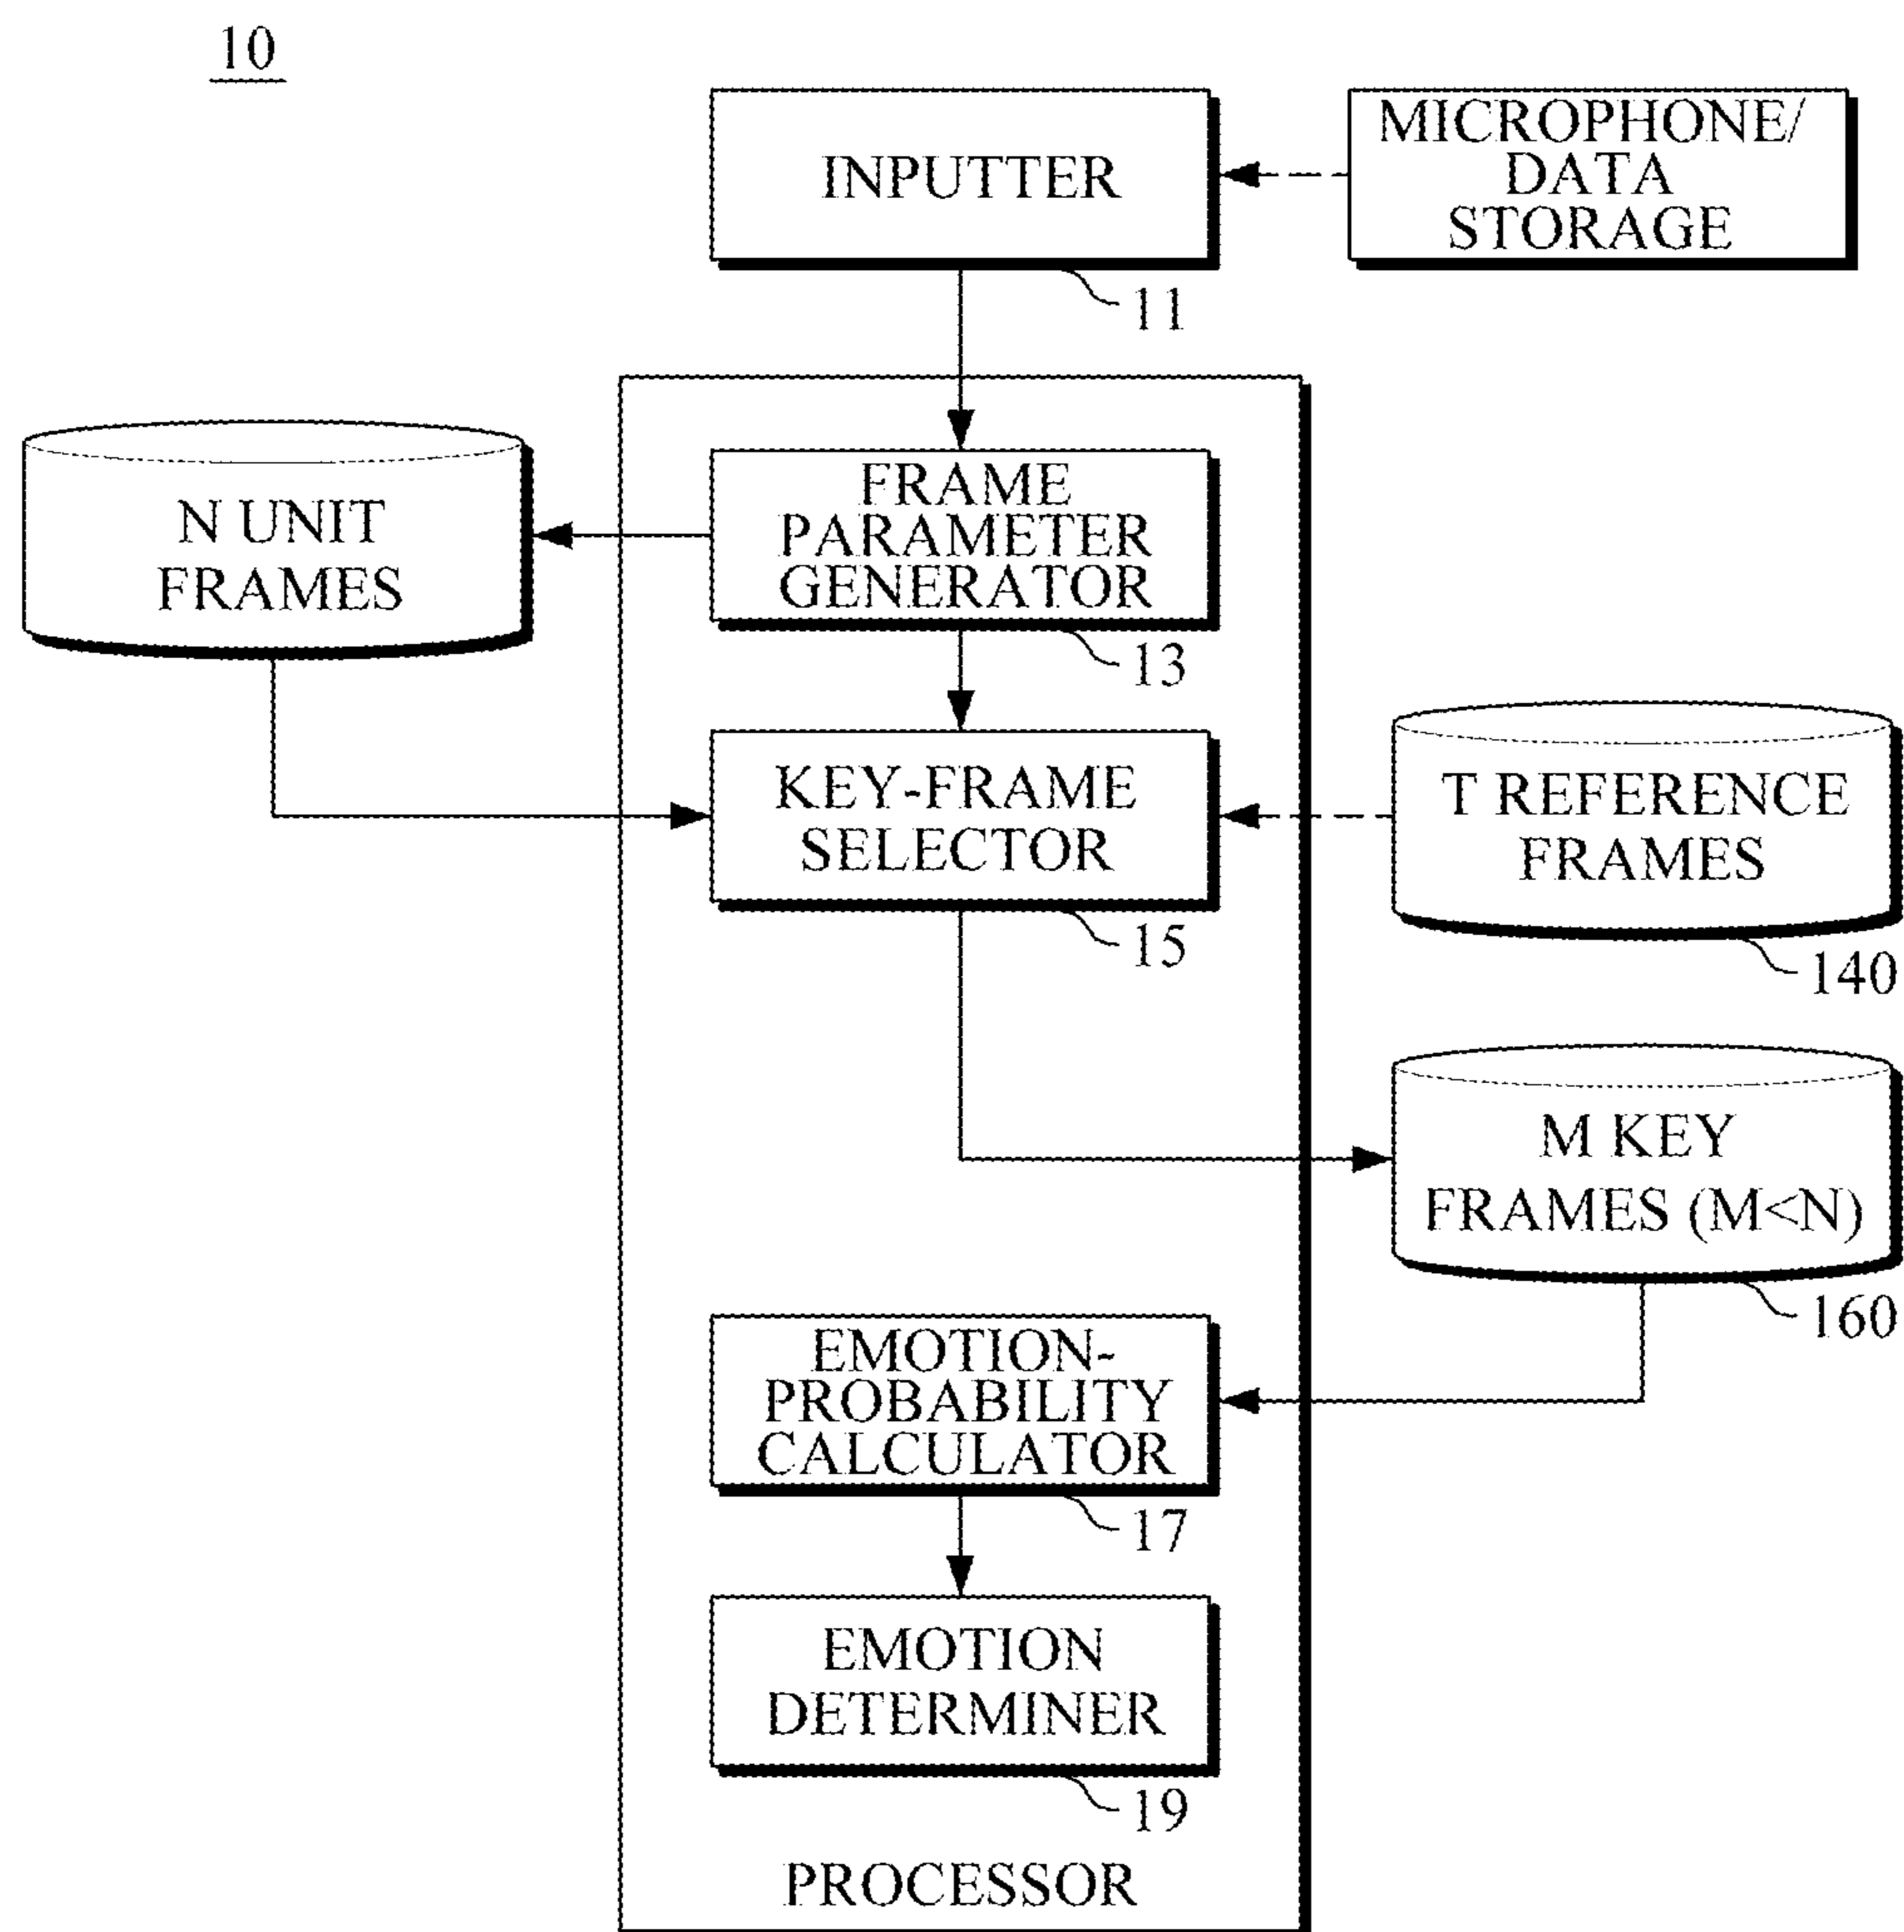 10
INPUTTER
11
MICROPHONE/
DATA
STORAGE
N UNIT
FRAMES
FRAME
PARAMETER
GENERATOR
13
KEY-FRAME
SELECTOR
15
T REFERENCE
FRAMES
140
M KEY
FRAMES (M<N)
160
EMOTION-
PROBABILITY
CALCULATOR
17
EMOTION
DETERMINER
19
PROCESSOR